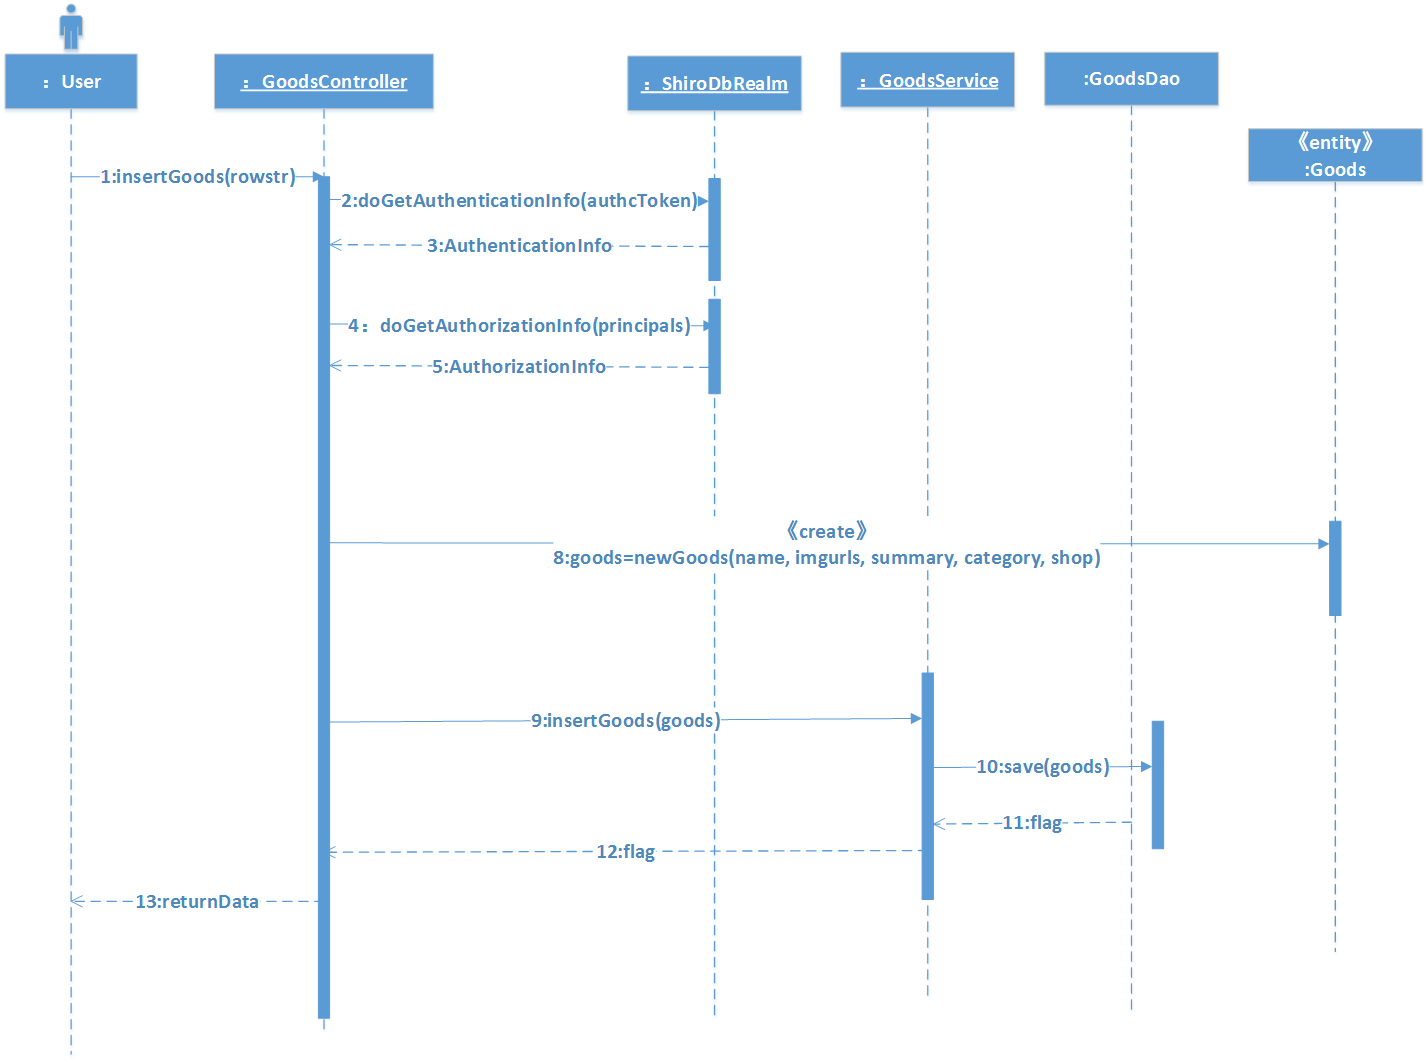 ：User
：GoodsController
：ShiroDbRealm
：GoodsService
:GoodsDao
《entity》
:Goods
1:insertGoods(rowstr)
2:doGetAuthenticationInfo(authcToken)
3:AuthenticationInfo
4：doGetAuthorizationInfo(principals)
5:AuthorizationInfo
《create》
8:goods=newGoods(name, imgurls, summary, category, shop)
9:insertGoods(goods)
10:save(goods)
11:flag
12:flag
13:returnData